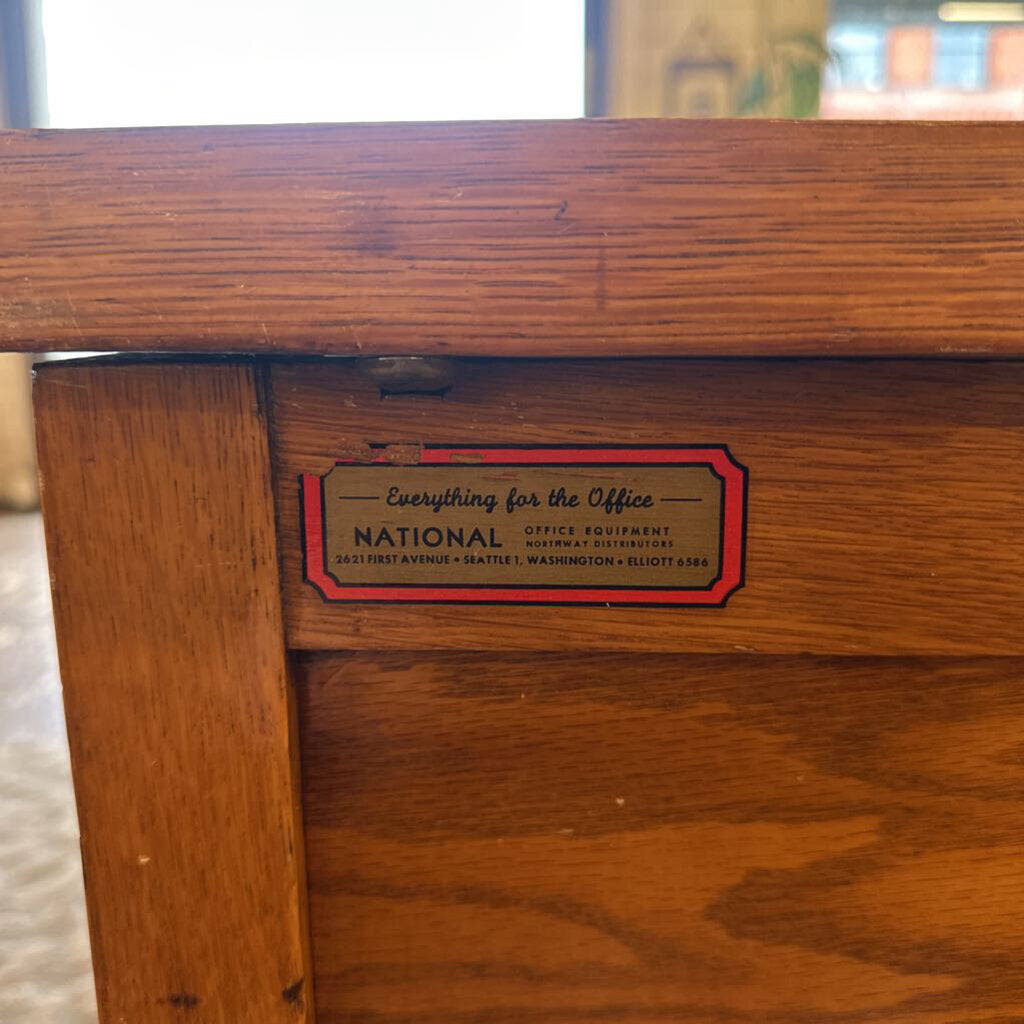 Everything for the Office
NATIONAL OFFICE EQUIPMENT
NORTHWAY DISTRIBUTORS
2621 FIRST AVENUE • SEATTLE 1, WASHINGTON • ELLIOTT 6586